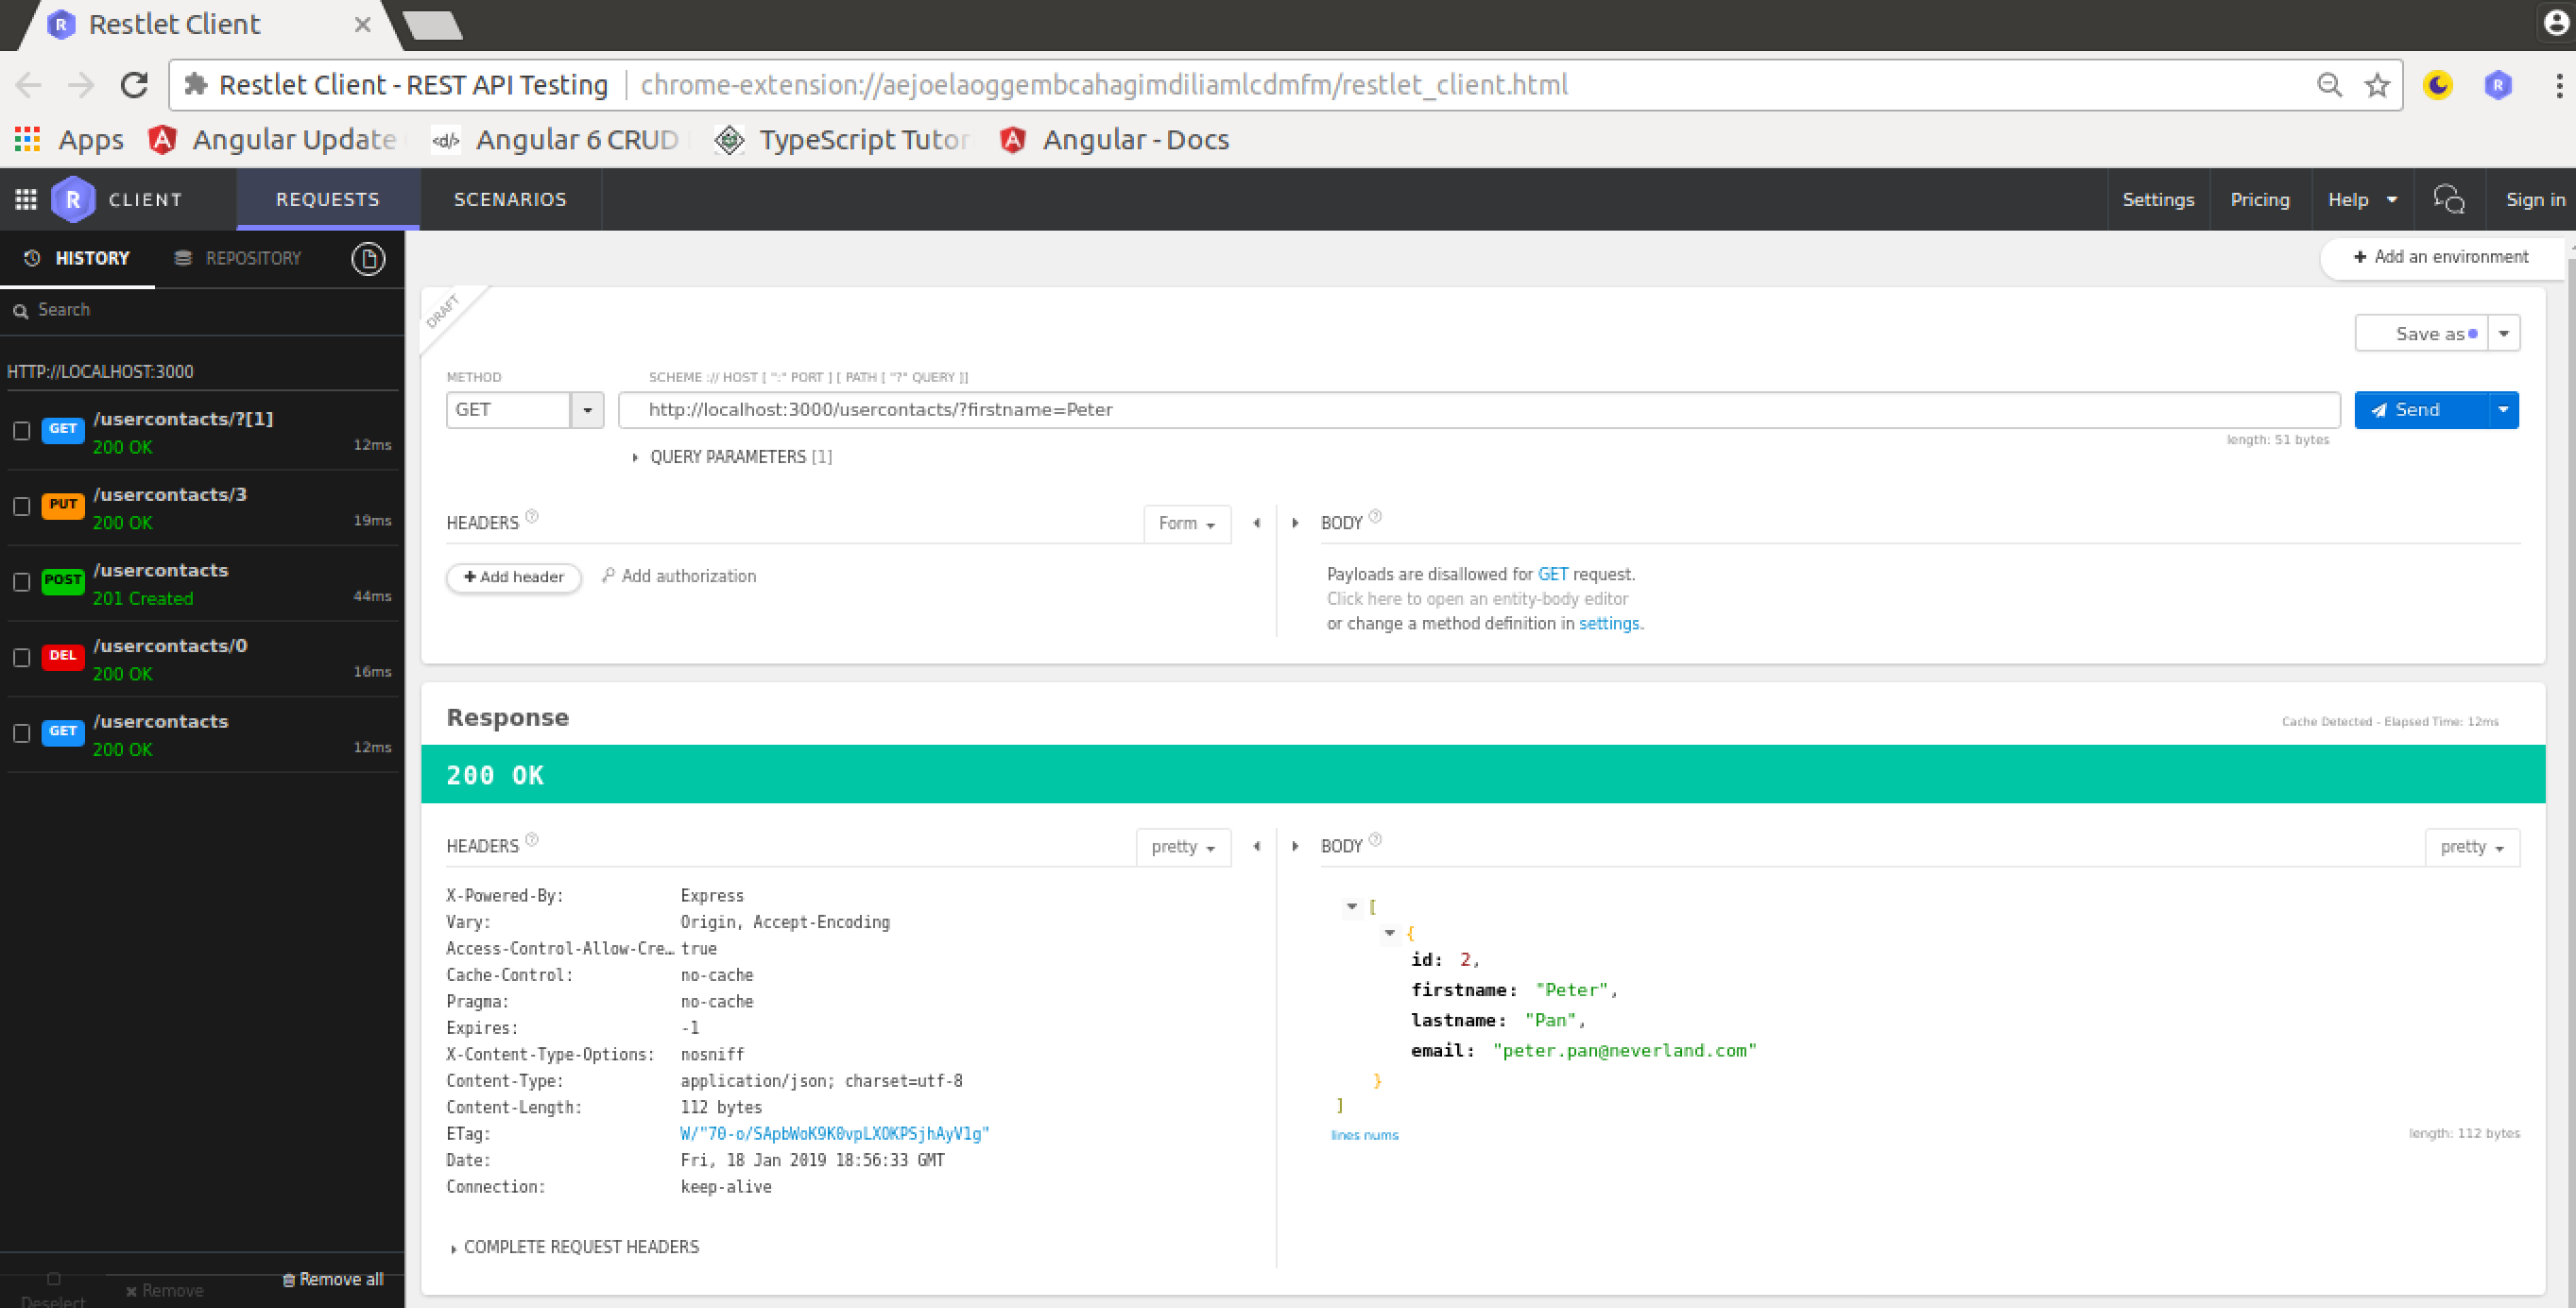 Restlet Client
Restlet Client - REST API Testing chrome-extension://aejoelaoggembcahagimdiliamlcdmfm/restlet_client.html
Apps Angular Update Angular 6 CRUD TypeScript Tutor Angular - Docs
R CLIENT REQUESTS SCENARIOS Settings Pricing Help Sign in
HISTORY REPOSITORY
+ Add an environment
Search
DRAFT
Save as
HTTP://LOCALHOST:3000
METHOD SCHEME :// HOST [ ":" PORT ] [ PATH [ "?" QUERY ]]
GET http://localhost:3000/usercontacts/?firstname=Peter Send
length: 51 bytes
QUERY PARAMETERS [1]
GET /usercontacts/?[1]
200 OK 12ms
PUT /usercontacts/3
200 OK 19ms
POST /usercontacts
201 Created 44ms
DEL /usercontacts/0
200 OK 16ms
GET /usercontacts
200 OK 12ms
HEADERS ? Form
BODY ?
+ Add header Add authorization
Payloads are disallowed for GET request.
Click here to open an entity-body editor
or change a method definition in settings.
Response
Cache Detected - Elapsed Time: 12ms
200 OK
HEADERS ? pretty
BODY ? pretty
X-Powered-By: Express
Vary: Origin, Accept-Encoding
Access-Control-Allow-Cre... true
Cache-Control: no-cache
Pragma: no-cache
Expires: -1
X-Content-Type-Options: nosniff
Content-Type: application/json; charset=utf-8
Content-Length: 112 bytes
ETag: W/"70-o/SApbWoK9K0vpLXOKPSjhAyV1g"
Date: Fri, 18 Jan 2019 18:56:33 GMT
Connection: keep-alive
COMPLETE REQUEST HEADERS
[
{
id: 2,
firstname: "Peter",
lastname: "Pan",
email: "peter.pan@neverland.com"
}
]
lines nums
length: 112 bytes
Deselect Remove Remove all